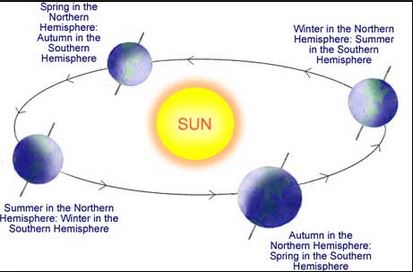 Spring in the
Northern
Hemisphere:
Autumn in the
Southern
Hemisphere
Winter in the Northern
Hemisphere: Summer
in the Southern
Hemisphere
SUN
Summer in the Northern
Hemisphere: Winter in the
Southern Hemisphere
Autumn in the
Northern Hemisphere:
Spring in the Southern
Hemisphere